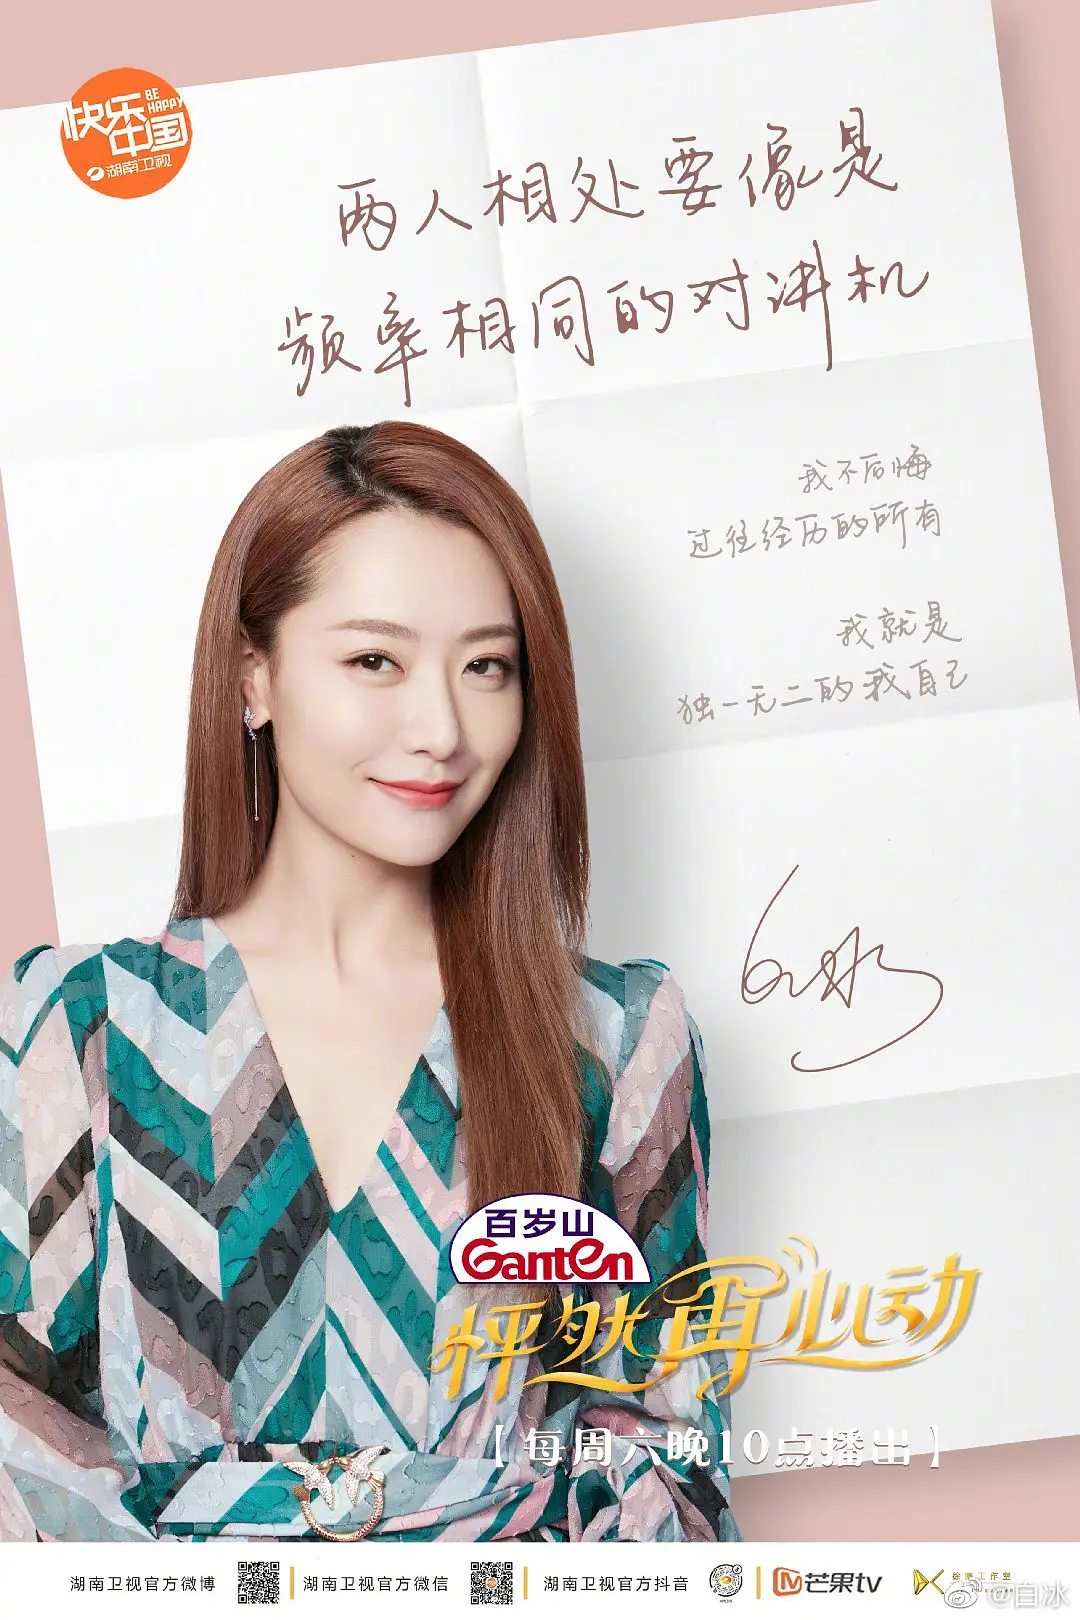 快乐
BE
HAPPY
中国
湖南卫视
两人相处要像是
频率相同的对讲机
我不后悔
过往经历的所有
我就是
独一无二的我自己
白冰
百岁山
Ganten
怦然再心动
【每周六晚10点播出】
湖南卫视官方微博
湖南卫视官方微信
湖南卫视官方抖音
芒果tv
@白冰